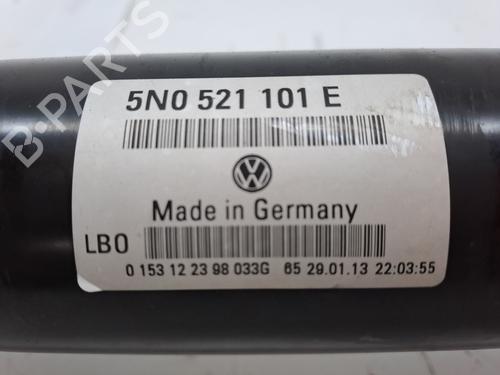 B-PARTS
5N0 521 101 E
Made in Germany
LB0
0 153 12 23 98 033G 65 29.01.13 22:03:55